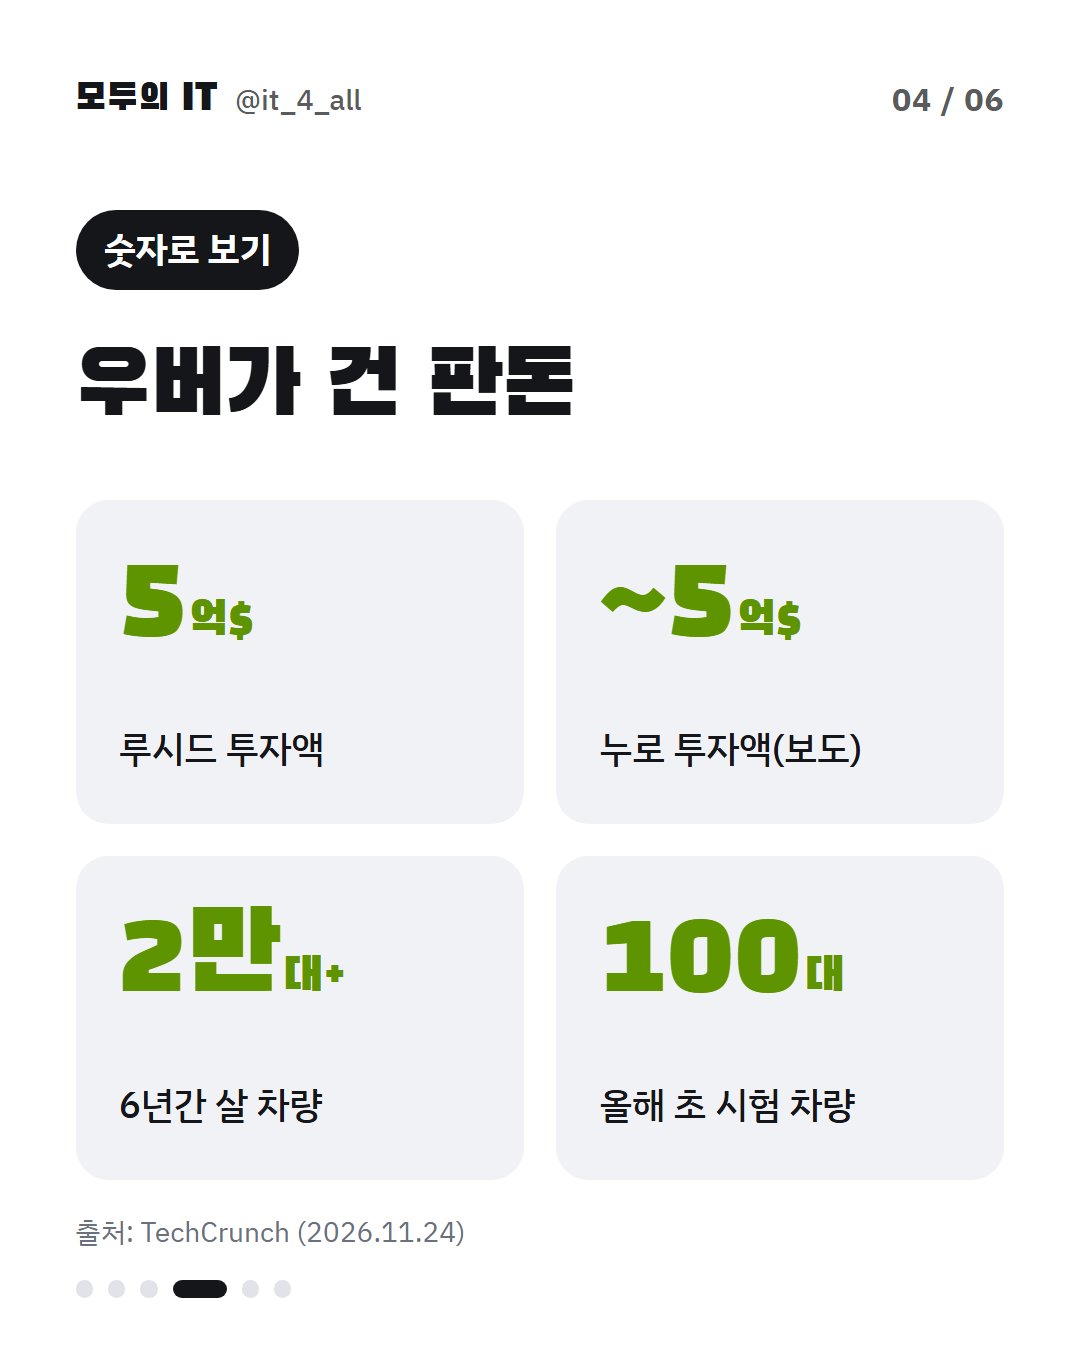 모두의 IT @it_4_all
04 / 06
숫자로 보기
우버가 건 판돈
5억$
루시드 투자액
~5억$
누로 투자액(보도)
2만대+
6년간 살 차량
100대
올해 초 시험 차량
출처: TechCrunch (2026.11.24)